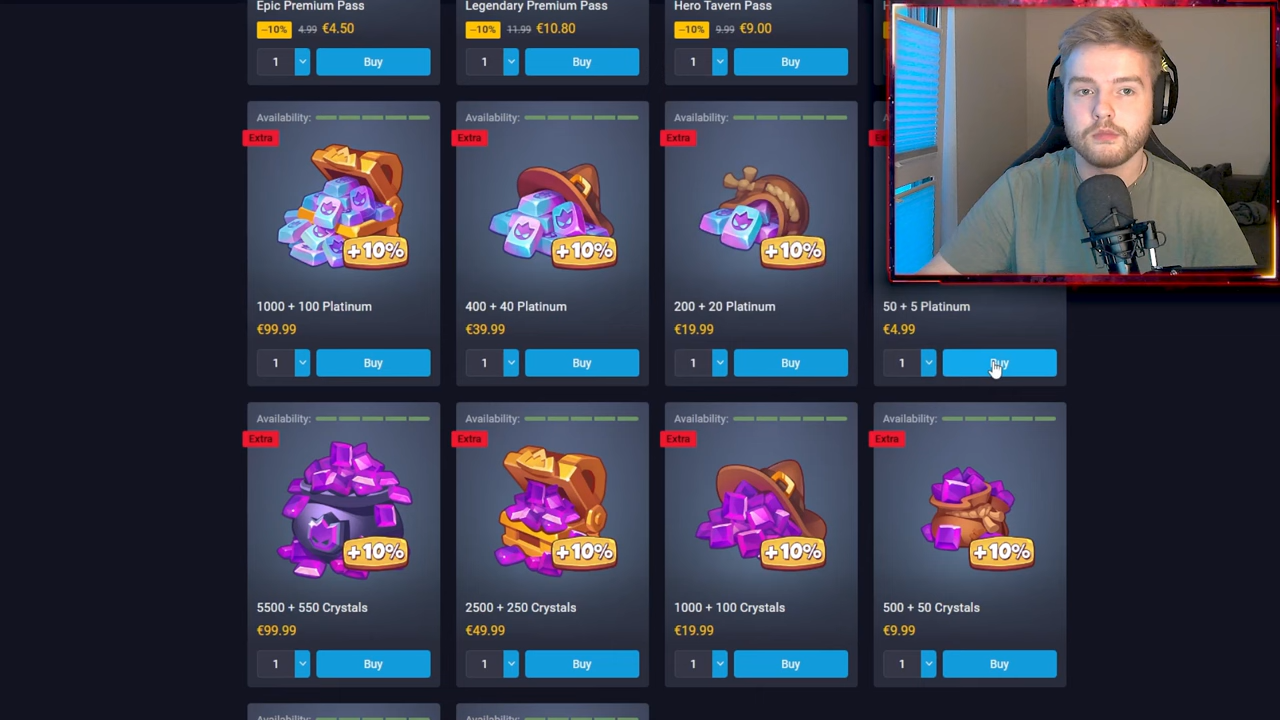 Epic Premium Pass
–10% 4.99 €4.50
1 Buy
Legendary Premium Pass
–10% 11.99 €10.80
1 Buy
Hero Tavern Pass
–10% 9.99 €9.00
1 Buy
Availability:
Extra
+10%
1000 + 100 Platinum
€99.99
1 Buy
Availability:
Extra
+10%
400 + 40 Platinum
€39.99
1 Buy
Availability:
Extra
+10%
200 + 20 Platinum
€19.99
1 Buy
50 + 5 Platinum
€4.99
1 Buy
Availability:
Extra
+10%
5500 + 550 Crystals
€99.99
1 Buy
Availability:
Extra
+10%
2500 + 250 Crystals
€49.99
1 Buy
Availability:
Extra
+10%
1000 + 100 Crystals
€19.99
1 Buy
Availability:
Extra
+10%
500 + 50 Crystals
€9.99
1 Buy
Availability:
Availability: